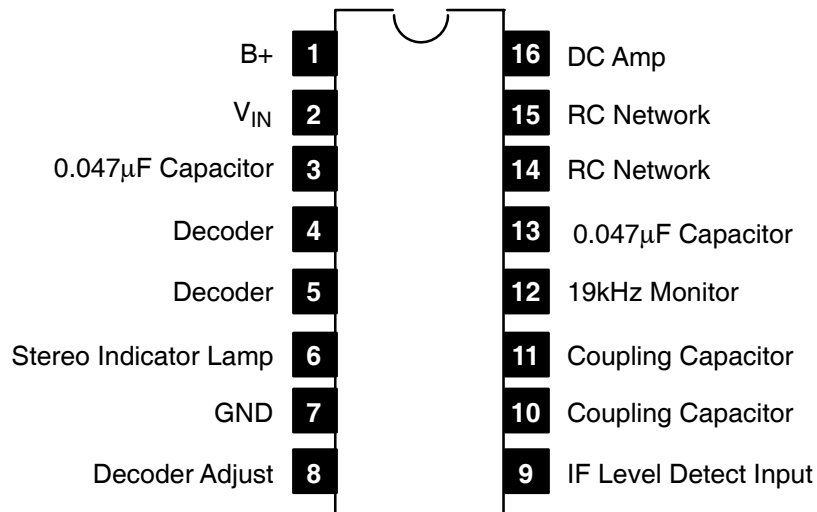 B+ 1 16 DC Amp
V_IN 2 15 RC Network
0.047μF Capacitor 3 14 RC Network
Decoder 4 13 0.047μF Capacitor
Decoder 5 12 19kHz Monitor
Stereo Indicator Lamp 6 11 Coupling Capacitor
GND 7 10 Coupling Capacitor
Decoder Adjust 8 9 IF Level Detect Input